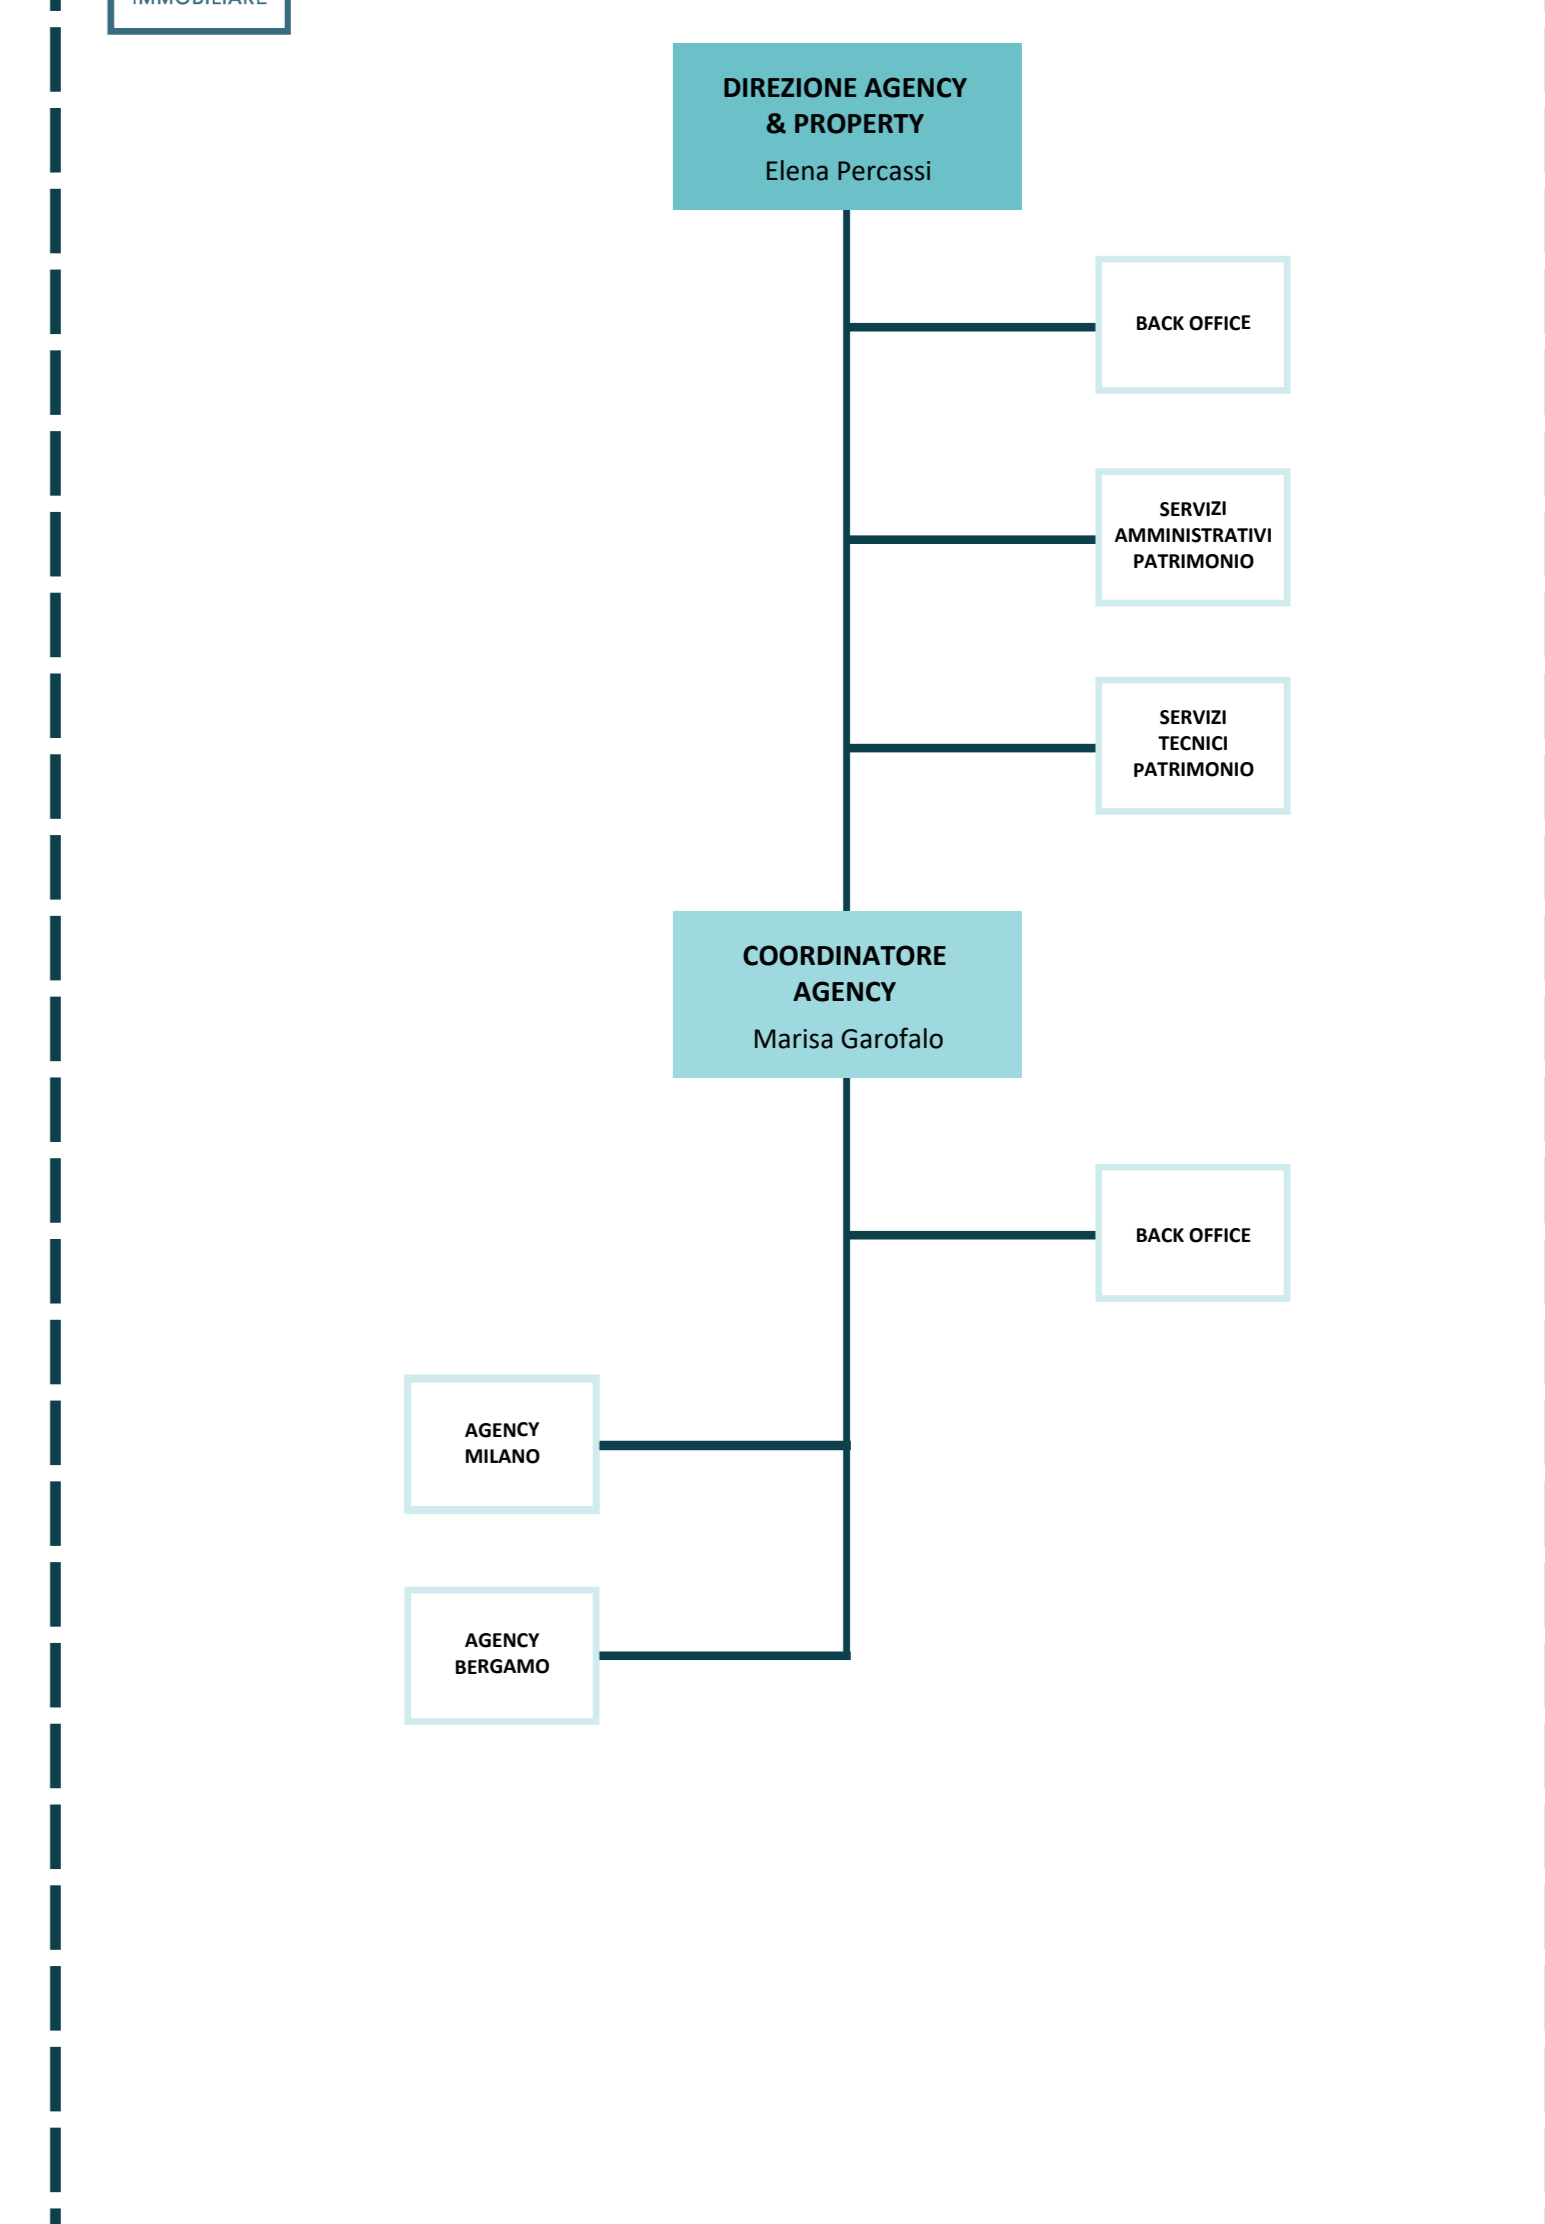 IMMOBILIARE
DIREZIONE AGENCY
& PROPERTY
Elena Percassi
BACK OFFICE
SERVIZI
AMMINISTRATIVI
PATRIMONIO
SERVIZI
TECNICI
PATRIMONIO
COORDINATORE
AGENCY
Marisa Garofalo
BACK OFFICE
AGENCY
MILANO
AGENCY
BERGAMO